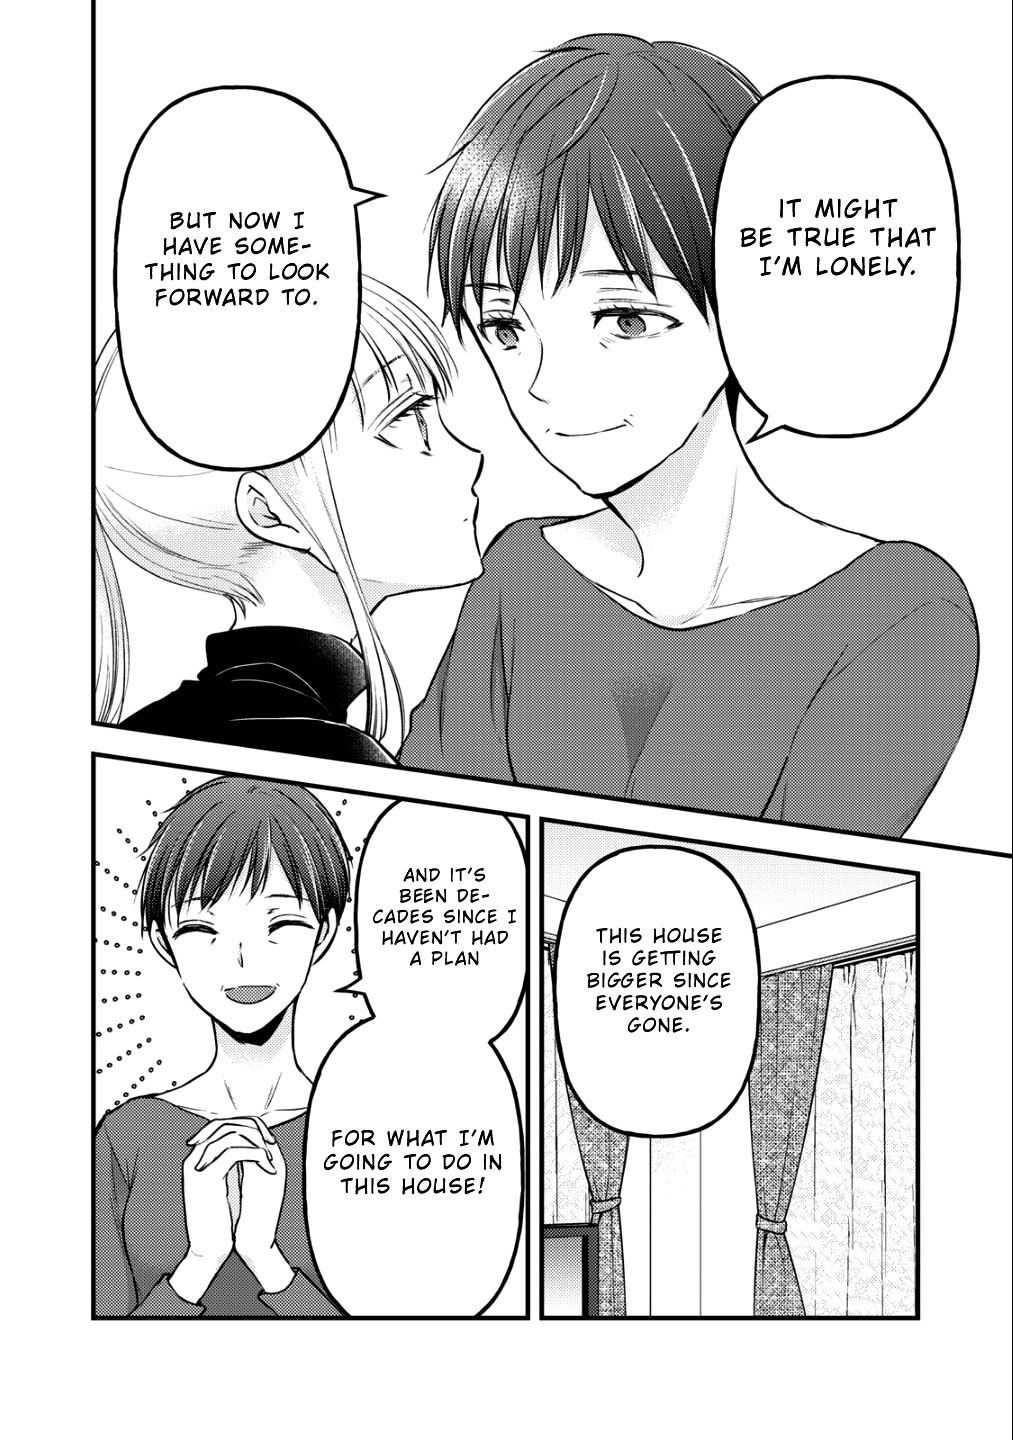 IT MIGHT
BE TRUE THAT
I'M LONELY.
BUT NOW I
HAVE SOME-
THING TO LOOK
FORWARD TO.
THIS HOUSE
IS GETTING
BIGGER SINCE
EVERYONE'S
GONE.
AND IT'S
BEEN DE-
CADES SINCE I
HAVEN'T HAD
A PLAN
FOR WHAT I'M
GOING TO DO IN
THIS HOUSE!